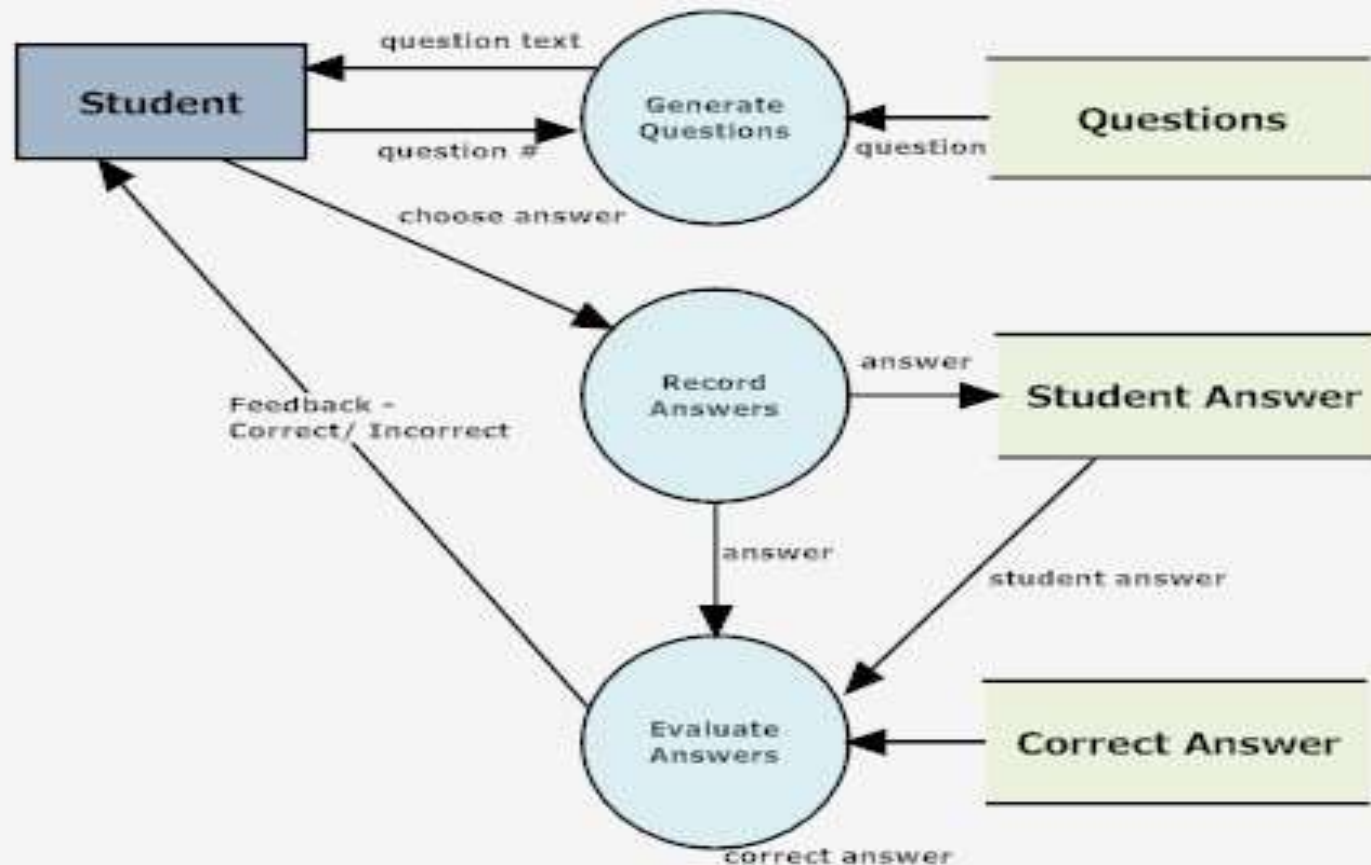 question text
Student
Generate
Questions
Questions
question #
question
choose answer
answer
Record
Answers
Student Answer
Feedback -
Correct/ Incorrect
answer
student answer
Evaluate
Answers
Correct Answer
correct answer